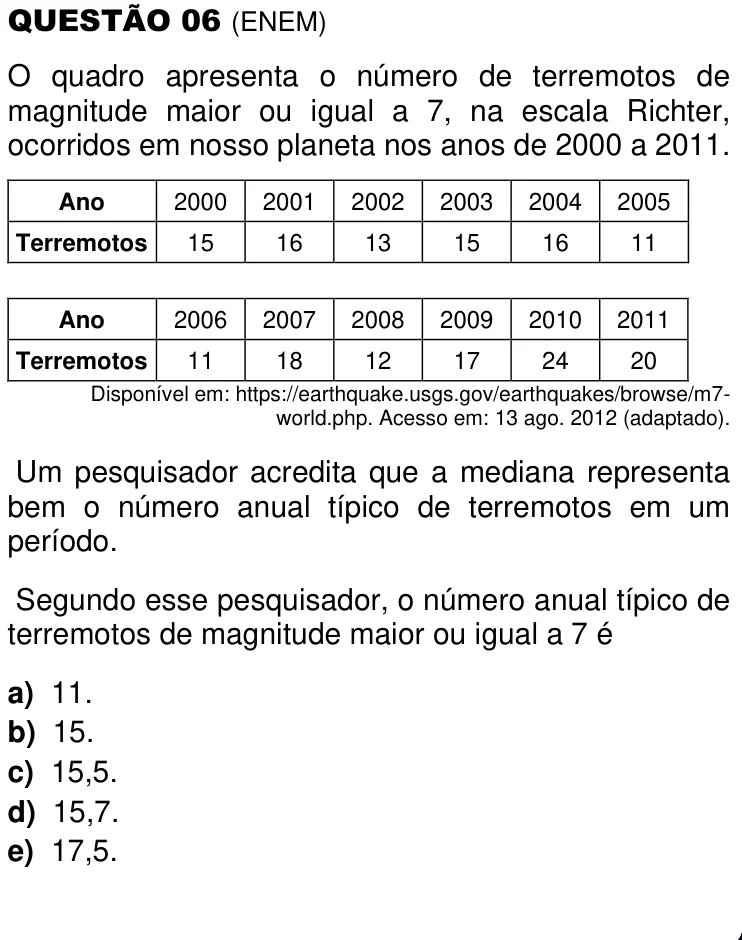 QUESTÃO 06 (ENEM)
O quadro apresenta o número de terremotos de
magnitude maior ou igual a 7, na escala Richter,
ocorridos em nosso planeta nos anos de 2000 a 2011.
Ano 2000 2001 2002 2003 2004 2005
Terremotos 15 16 13 15 16 11
Ano 2006 2007 2008 2009 2010 2011
Terremotos 11 18 12 17 24 20
Disponível em: https://earthquake.usgs.gov/earthquakes/browse/m7-
world.php. Acesso em: 13 ago. 2012 (adaptado).
Um pesquisador acredita que a mediana representa
bem o número anual típico de terremotos em um
período.
Segundo esse pesquisador, o número anual típico de
terremotos de magnitude maior ou igual a 7 é
a) 11.
b) 15.
c) 15,5.
d) 15,7.
e) 17,5.